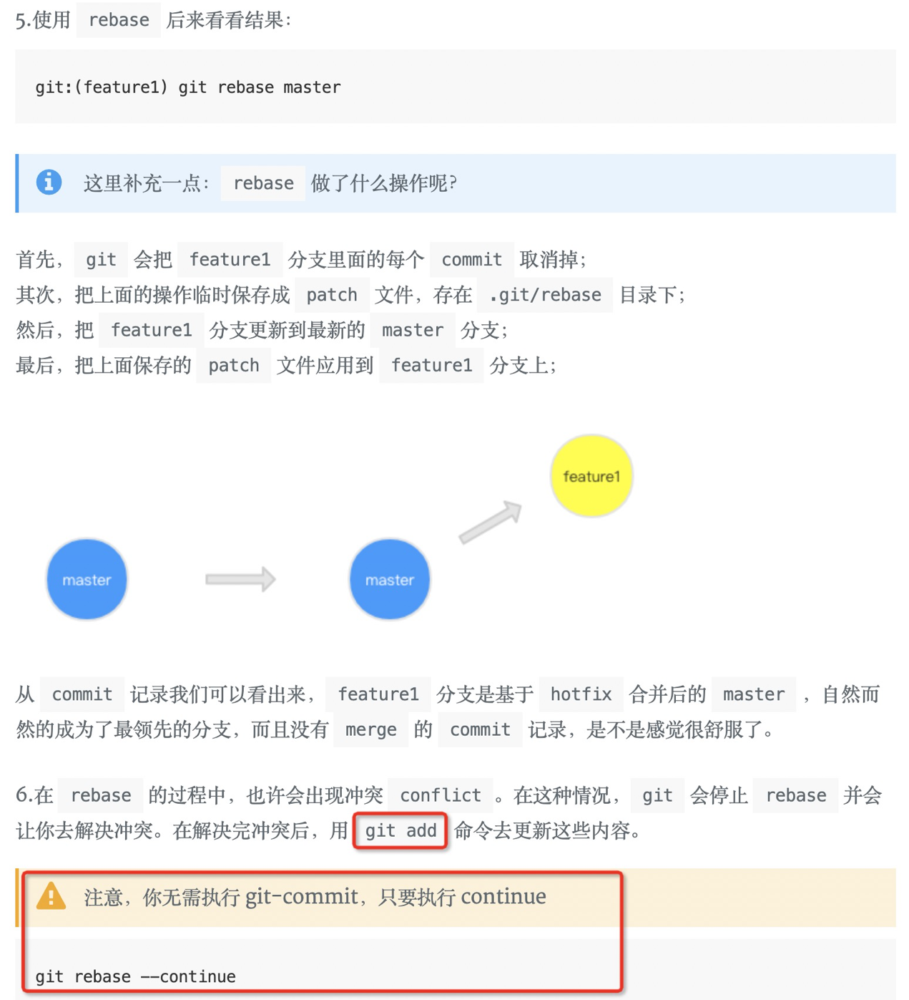 5.使用 rebase 后来看看结果：
git:(feature1) git rebase master
这里补充一点： rebase 做了什么操作呢？
首先， git 会把 feature1 分支里面的每个 commit 取消掉；
其次，把上面的操作临时保存成 patch 文件，存在 .git/rebase 目录下；
然后，把 feature1 分支更新到最新的 master 分支；
最后，把上面保存的 patch 文件应用到 feature1 分支上；
feature1
master
master
从 commit 记录我们可以看出来， feature1 分支是基于 hotfix 合并后的 master ，自然而
然的成为了最领先的分支，而且没有 merge 的 commit 记录，是不是感觉很舒服了。
6.在 rebase 的过程中，也许会出现冲突 conflict 。在这种情况， git 会停止 rebase 并会
让你去解决冲突。在解决完冲突后，用 git add 命令去更新这些内容。
注意，你无需执行 git-commit，只要执行 continue
git rebase --continue